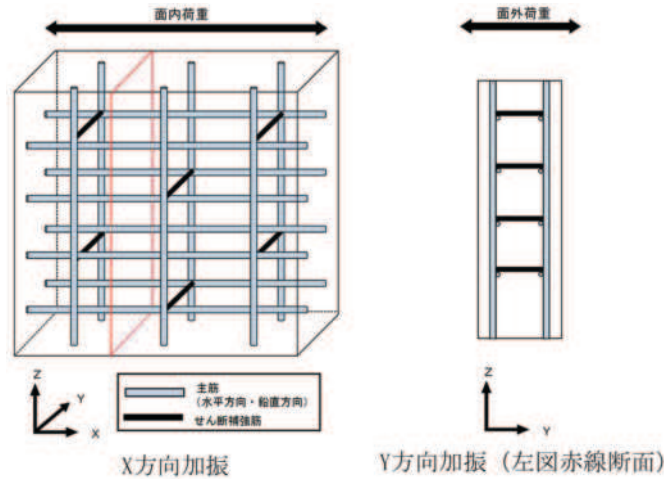 面内荷重
面外荷重
Z
Y
X
主筋
(水平方向・鉛直方向)
せん断補強筋
Z
Y
X方向加振
Y方向加振(左図赤線断面)